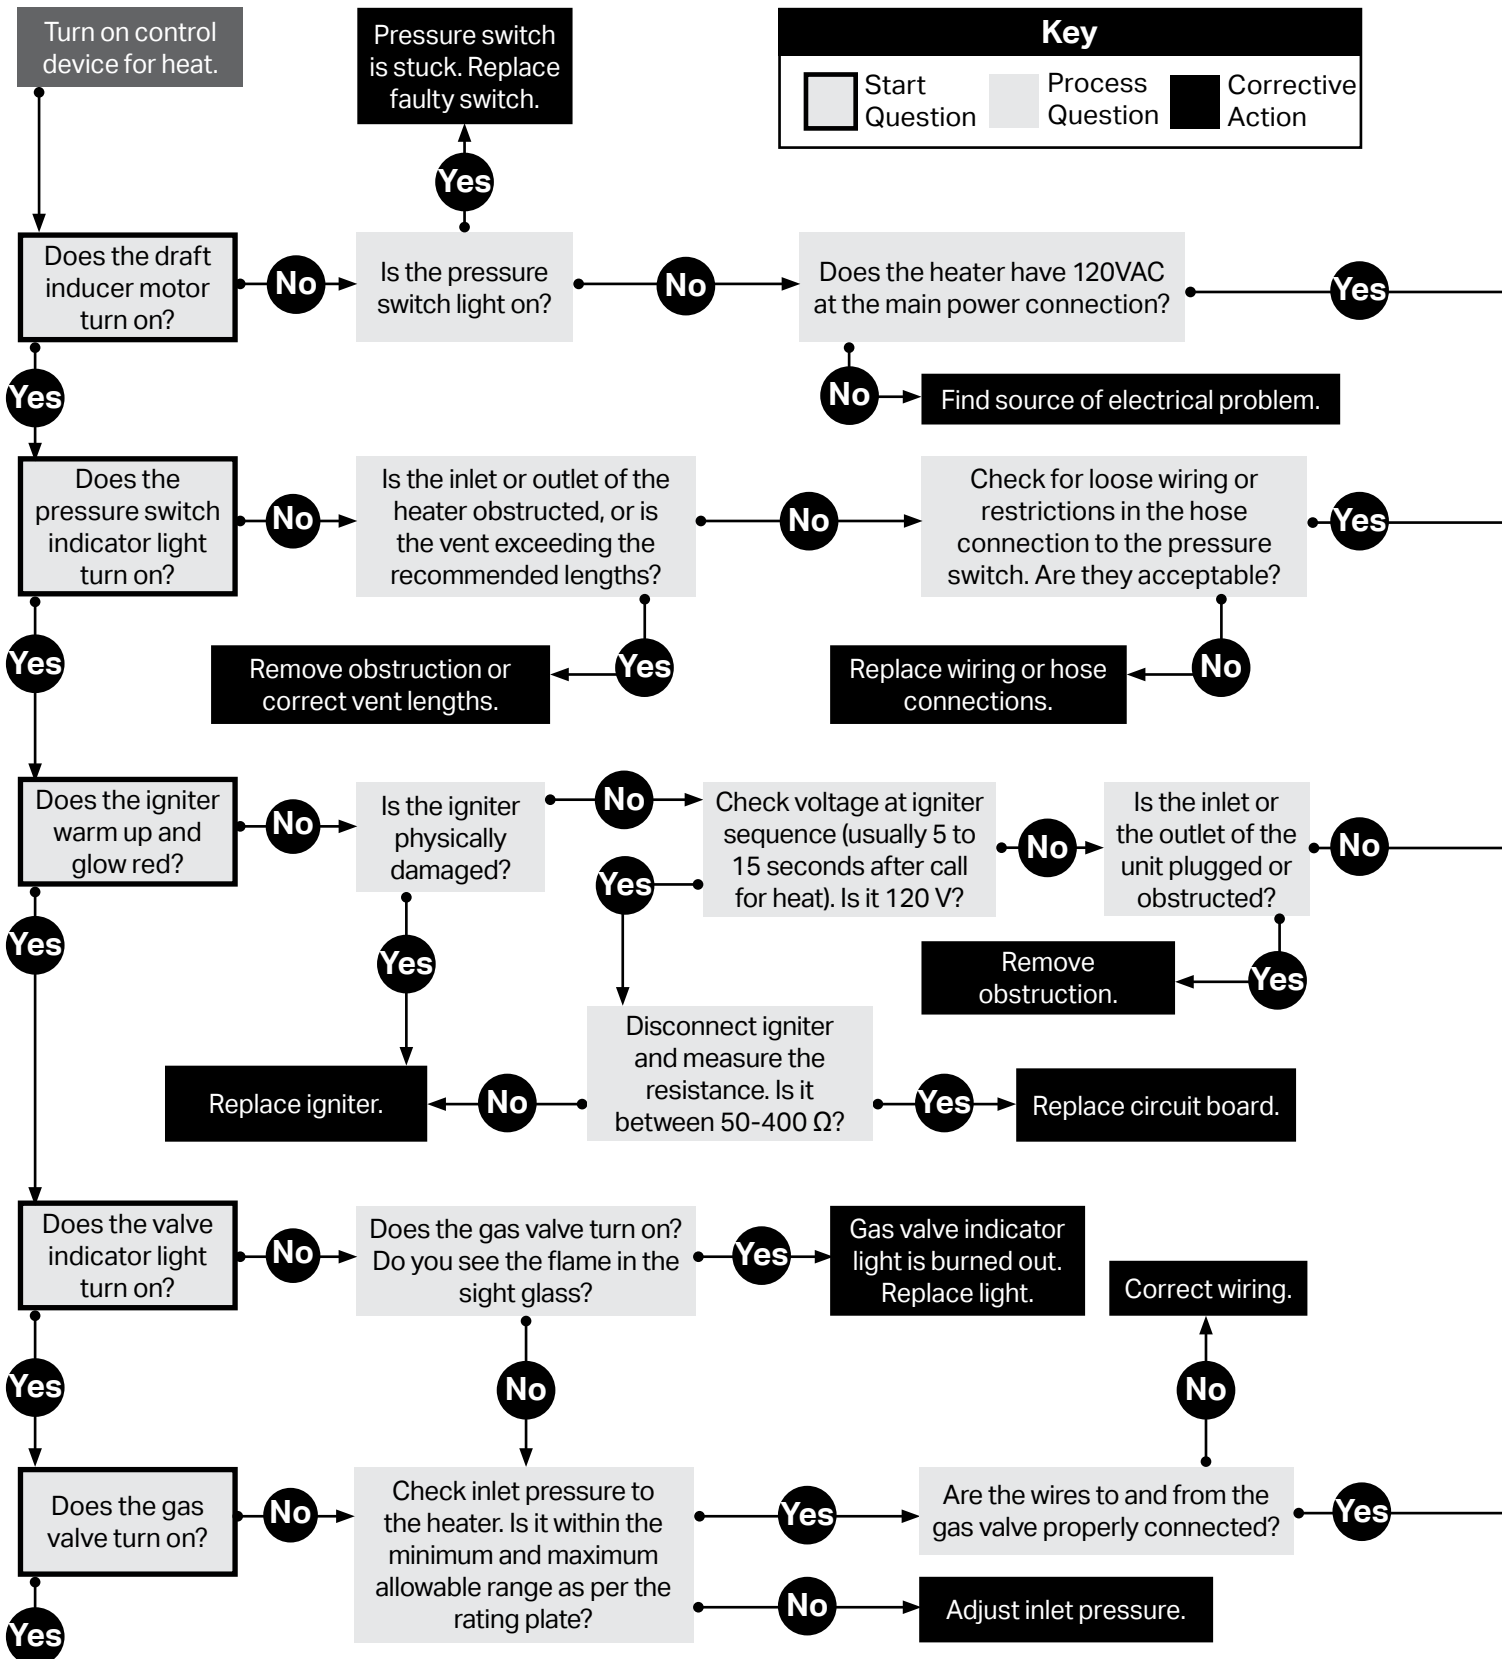 Turn on control
device for heat.
Pressure switch
is stuck. Replace
faulty switch.
Key
Start
Question
Process
Question
Corrective
Action
Yes
Does the draft
inducer motor
turn on?
No
Is the pressure
switch light on?
No
Does the heater have 120VAC
at the main power connection?
Yes
Yes
No
Find source of electrical problem.
Does the
pressure switch
indicator light
turn on?
No
Is the inlet or outlet of the
heater obstructed, or is
the vent exceeding the
recommended lengths?
No
Check for loose wiring or
restrictions in the hose
connection to the pressure
switch. Are they acceptable?
Yes
Yes
Remove obstruction or
correct vent lengths.
Yes
Replace wiring or hose
connections.
No
Does the igniter
warm up and
glow red?
No
Is the igniter
physically
damaged?
No
Check voltage at igniter
sequence (usually 5 to
15 seconds after call
for heat). Is it 120 V?
No
Is the inlet or
the outlet of the
unit plugged or
obstructed?
No
Yes
Yes
Yes
Remove
obstruction.
Yes
Replace igniter.
No
Disconnect igniter
and measure the
resistance. Is it
between 50-400 Ω?
Yes
Replace circuit board.
Does the valve
indicator light
turn on?
No
Does the gas valve turn on?
Do you see the flame in the
sight glass?
Yes
Gas valve indicator
light is burned out.
Replace light.
Correct wiring.
Yes
No
No
Does the gas
valve turn on?
No
Check inlet pressure to
the heater. Is it within the
minimum and maximum
allowable range as per the
rating plate?
Yes
Are the wires to and from the
gas valve properly connected?
Yes
No
Adjust inlet pressure.
Yes